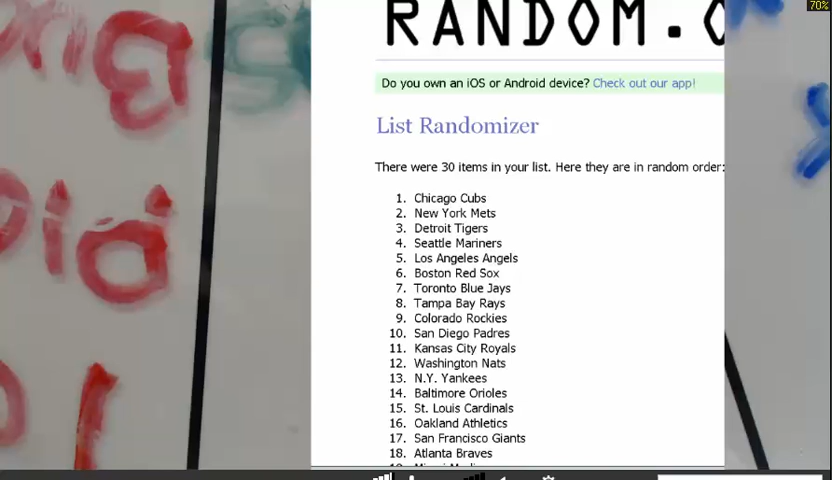 70%
RANDOM.O
Do you own an iOS or Android device? Check out our app!
List Randomizer
There were 30 items in your list. Here they are in random order:
1. Chicago Cubs
2. New York Mets
3. Detroit Tigers
4. Seattle Mariners
5. Los Angeles Angels
6. Boston Red Sox
7. Toronto Blue Jays
8. Tampa Bay Rays
9. Colorado Rockies
10. San Diego Padres
11. Kansas City Royals
12. Washington Nats
13. N.Y. Yankees
14. Baltimore Orioles
15. St. Louis Cardinals
16. Oakland Athletics
17. San Francisco Giants
18. Atlanta Braves